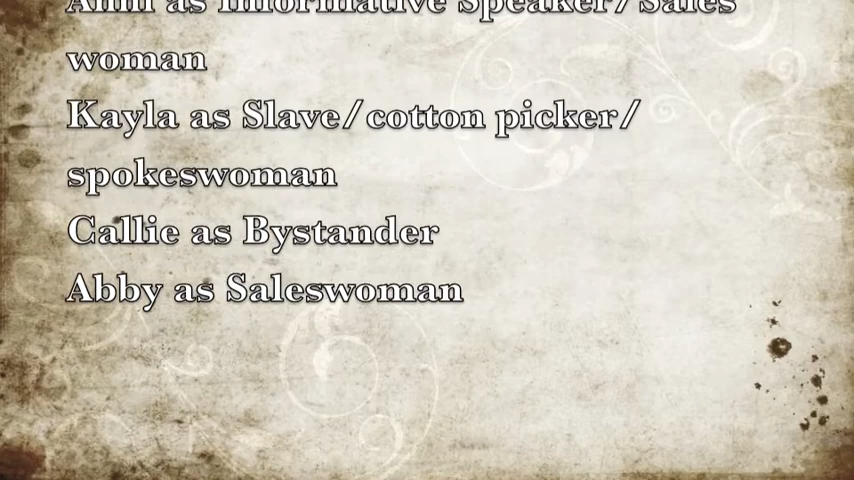 as Informative Speaker/Sales
woman
Kayla as Slave/cotton picker/
spokeswoman
Callie as Bystander
Abby as Saleswoman